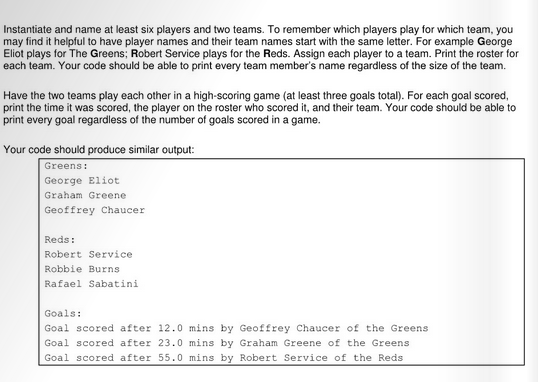 Instantiate and name at least six players and two teams. To remember which players play for which team, you
may find it helpful to have player names and their team names start with the same letter. For example George
Eliot plays for The Greens; Robert Service plays for the Reds. Assign each player to a team. Print the roster for
each team. Your code should be able to print every team member's name regardless of the size of the team.
Have the two teams play each other in a high-scoring game (at least three goals total). For each goal scored,
print the time it was scored, the player on the roster who scored it, and their team. Your code should be able to
print every goal regardless of the number of goals scored in a game.
Your code should produce similar output:
Greens:
George Eliot
Graham Greene
Geoffrey Chaucer
Reds:
Robert Service
Robbie Burns
Rafael Sabatini
Goals:
Goal scored after 12.0 mins by Geoffrey Chaucer of the Greens
Goal scored after 23.0 mins by Graham Greene of the Greens
Goal scored after 55.0 mins by Robert Service of the Reds